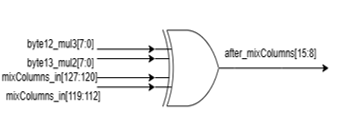 byte12_mul3[7:0]
byte13_mul2[7:0]
mixColumns_in[127:120]
mixColumns_in[119:112]
after_mixColumns[15:8]